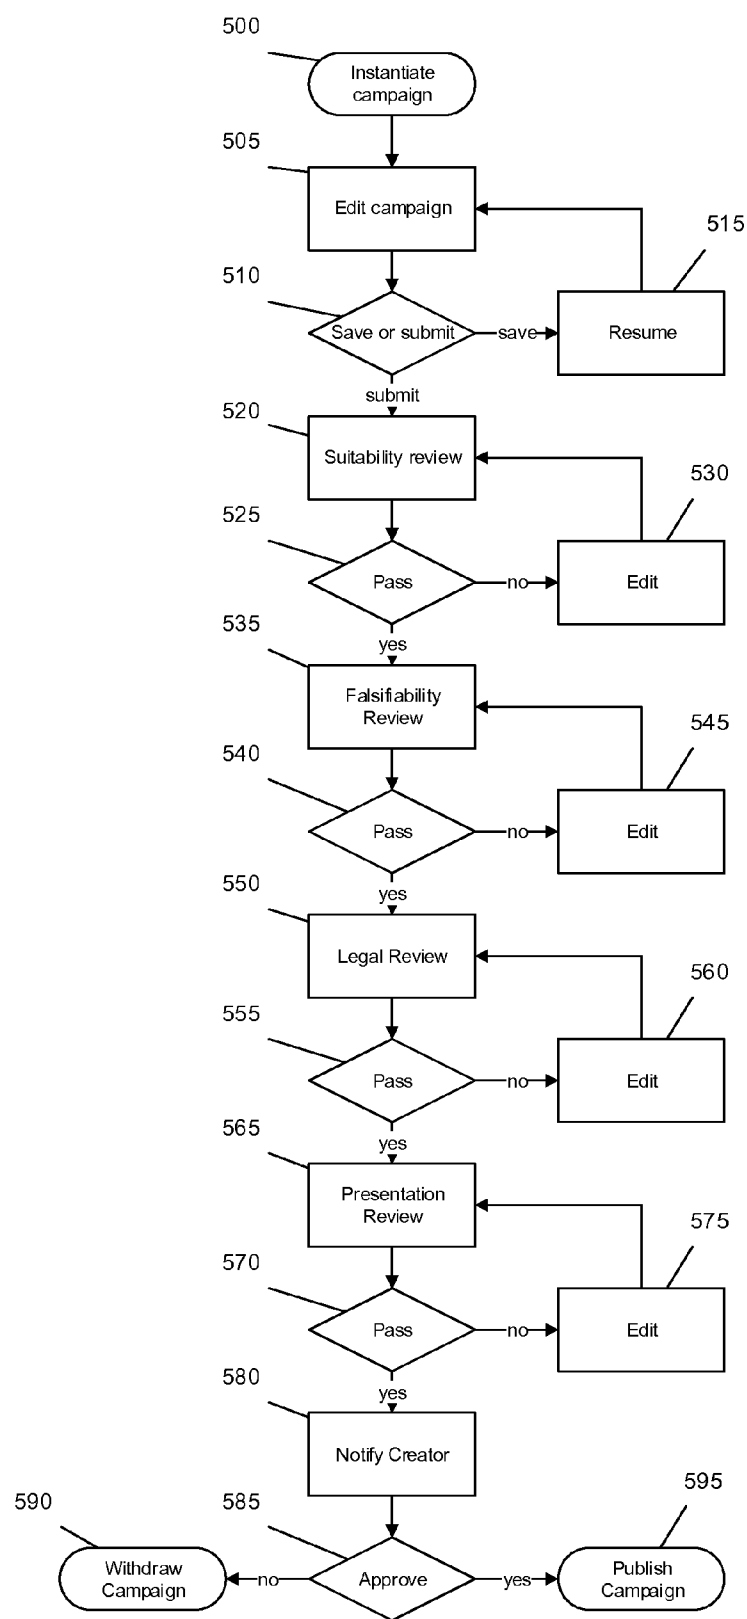 500
Instantiate
campaign
505
Edit campaign
515
510
Save or submit
save
Resume
submit
520
Suitability review
530
525
Pass
no
Edit
yes
535
Falsifiability
Review
545
540
Pass
no
Edit
yes
550
Legal Review
560
555
Pass
no
Edit
yes
565
Presentation
Review
575
570
Pass
no
Edit
yes
580
Notify Creator
595
590
585
Withdraw
Campaign
no
Approve
yes
Publish
Campaign